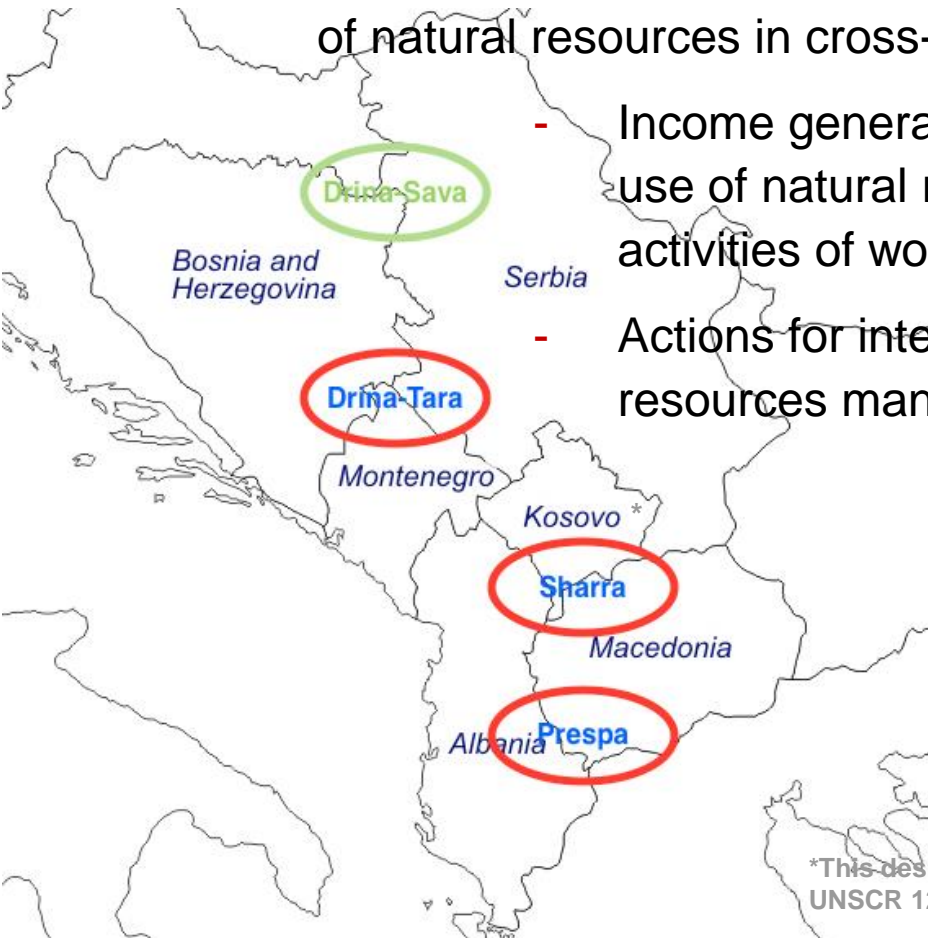 of natural resources in cross-
- Income genera
use of natural
activities of wo
- Actions for inte
resources man
Drina-Sava
Bosnia and
Herzegovina
Serbia
Drina-Tara
Montenegro
Kosovo *
Sharra
Macedonia
Albania
Prespa
*This des
UNSCR 12